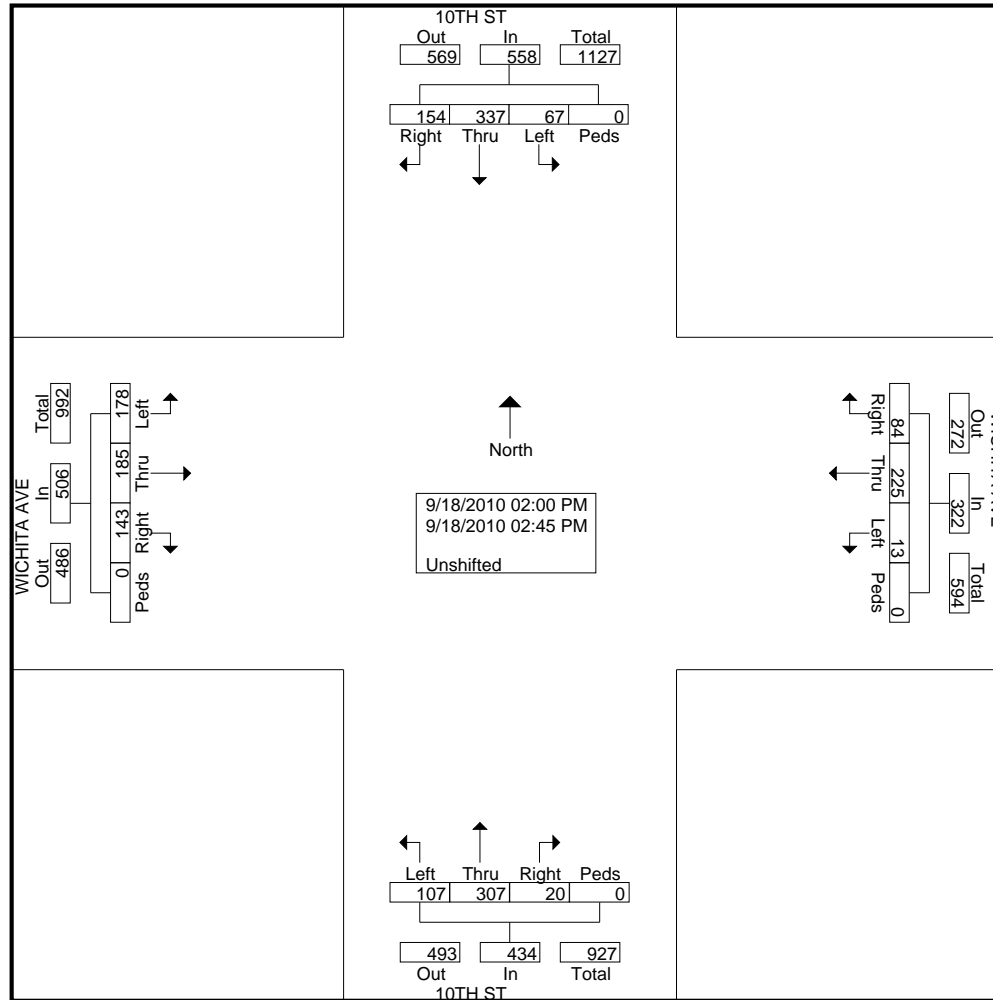 10TH ST
Out In Total
569 558 1127
154 337 67 0
Right Thru Left Peds
WICHITA AVE
Total In Out
992 506 486
178 185 143 0
Left Thru Right Peds
North
9/18/2010 02:00 PM
9/18/2010 02:45 PM
Unshifted
Right Thru Left Peds
84 225 13 0
Out In Total
272 322 594
WICHITA AVE
Left Thru Right Peds
107 307 20 0
493 434 927
Out In Total
10TH ST